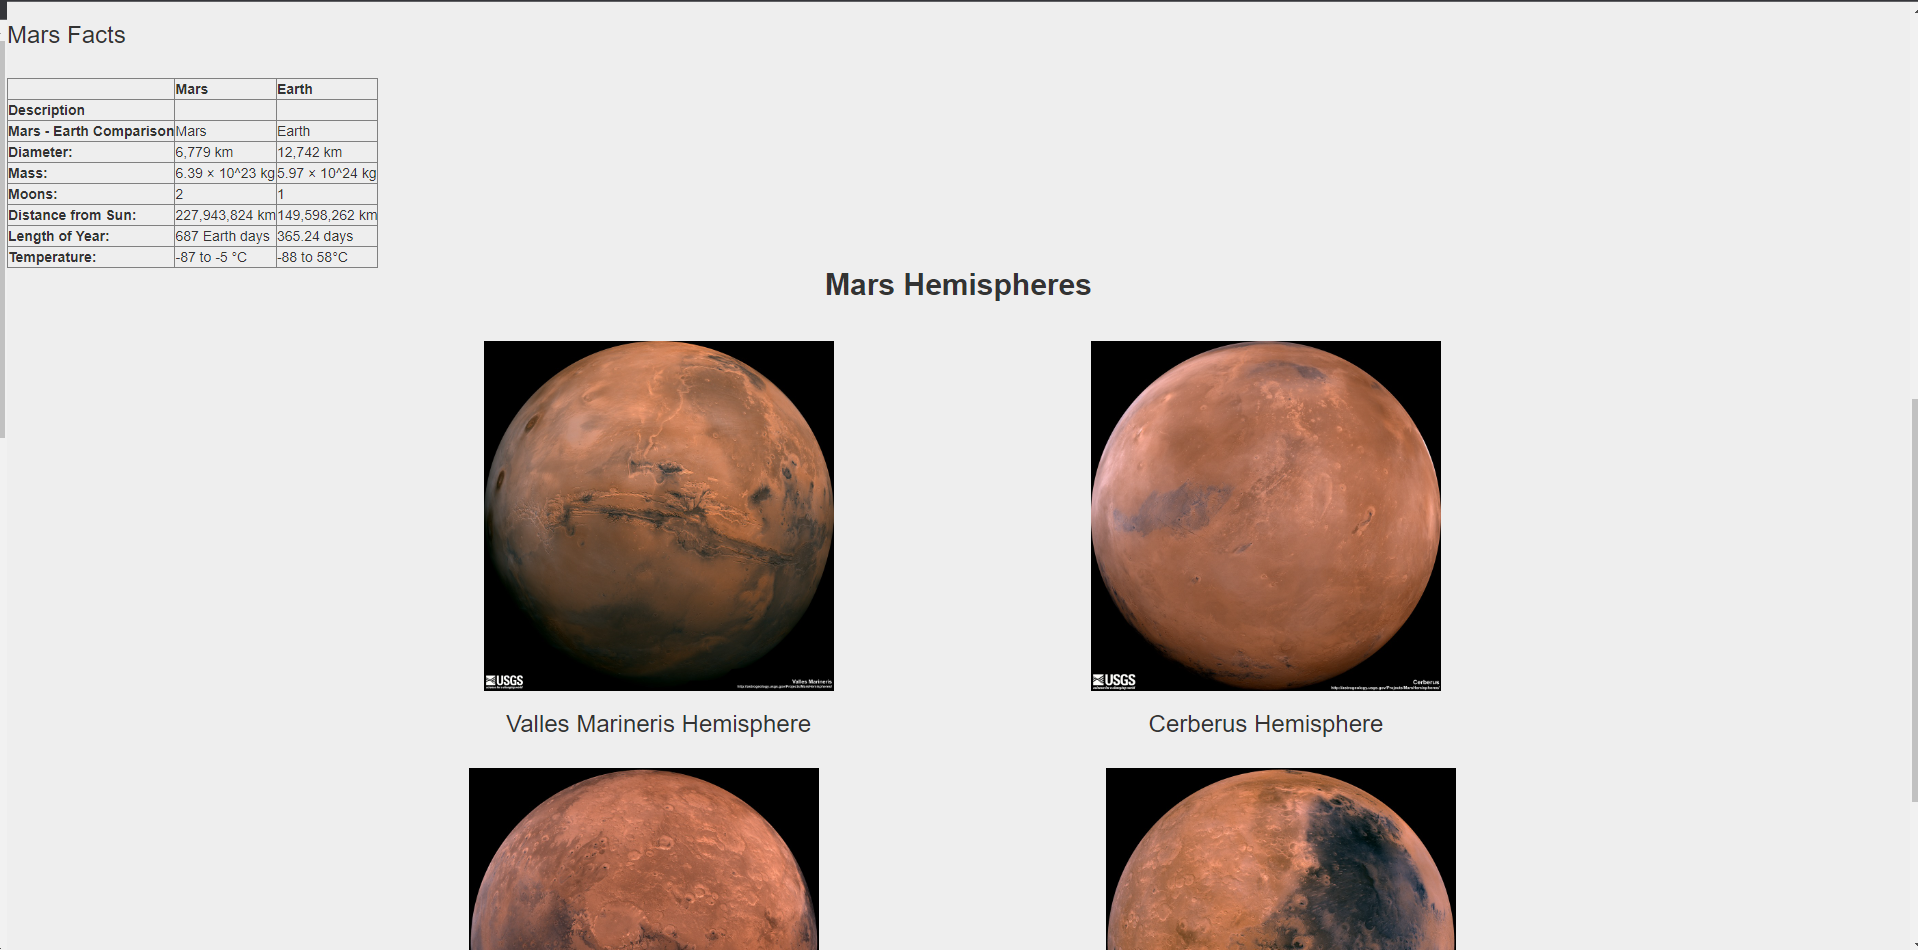 Mars Facts
Mars Earth
Description
Mars - Earth Comparison Mars Earth
Diameter: 6,779 km 12,742 km
Mass: 6.39 × 10^23 kg 5.97 × 10^24 kg
Moons: 2 1
Distance from Sun: 227,943,824 km 149,598,262 km
Length of Year: 687 Earth days 365.24 days
Temperature: -87 to -5 °C -88 to 58°C
Mars Hemispheres
USGS
Valles Marineris
USGS
Cerberus
Valles Marineris Hemisphere
Cerberus Hemisphere